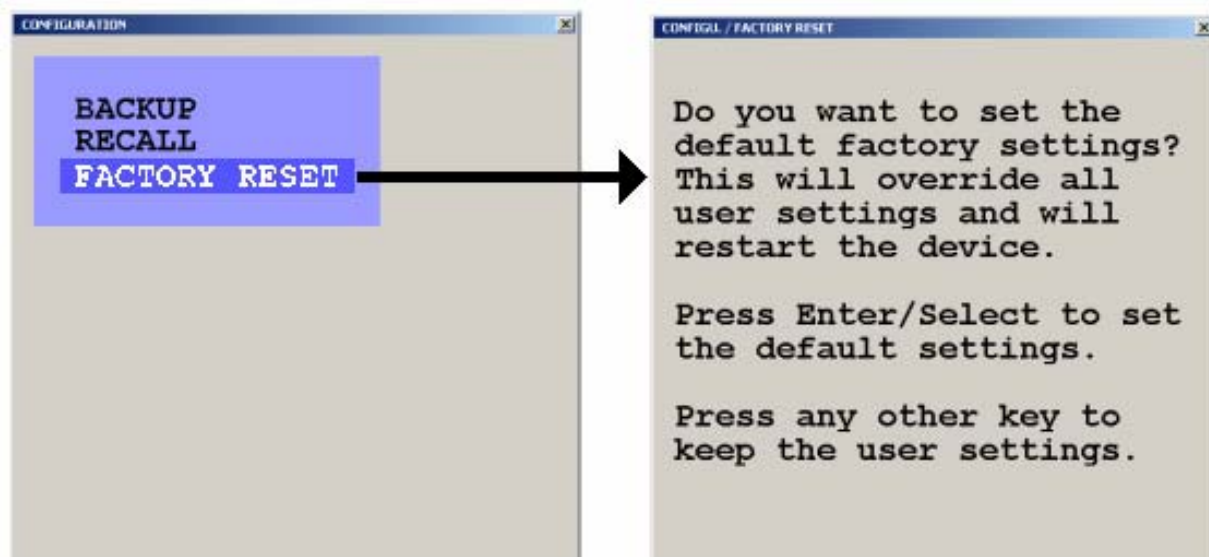 CONFIGURATION
BACKUP
RECALL
FACTORY RESET
CONFIGU. / FACTORY RESET
Do you want to set the
default factory settings?
This will override all
user settings and will
restart the device.
Press Enter/Select to set
the default settings.
Press any other key to
keep the user settings.